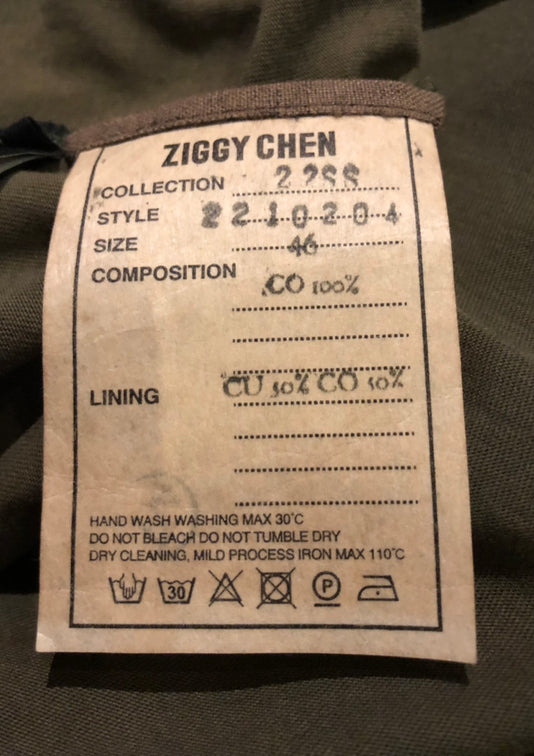 ZIGGY CHEN
COLLECTION 22SS
STYLE 2210204
SIZE 46
COMPOSITION CO 100%
LINING CU 50% CO 50%
HAND WASH WASHING MAX 30°C
DO NOT BLEACH DO NOT TUMBLE DRY
DRY CLEANING, MILD PROCESS IRON MAX 110°C
30 P